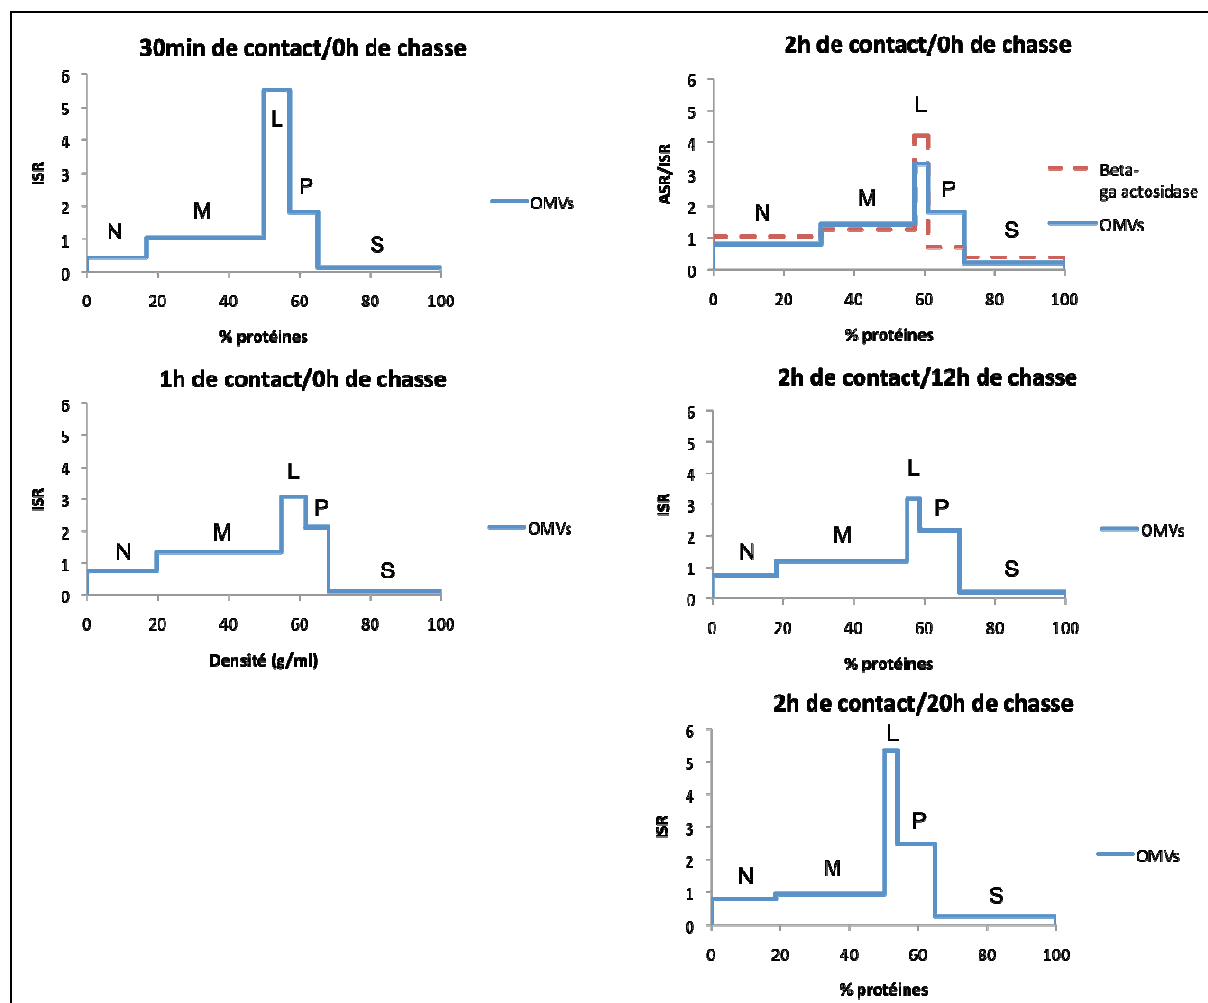 30min de contact/0h de chasse
6
5
4
3
2
1
0
ISR
N
M
L
P
S
0 20 40 60 80 100
% protéines
OMVs
2h de contact/0h de chasse
6
5
4
3
2
1
0
ASR/ISR
N
M
L
P
S
0 20 40 60 80 100
% protéines
Beta-
ga actosidase
OMVs
1h de contact/0h de chasse
6
5
4
3
2
1
0
ISR
N
M
L
P
S
0 20 40 60 80 100
Densité (g/ml)
OMVs
2h de contact/12h de chasse
6
5
4
3
2
1
0
ISR
N
M
L
P
S
0 20 40 60 80 100
% protéines
OMVs
2h de contact/20h de chasse
6
5
4
3
2
1
0
ISR
N
M
L
P
S
0 20 40 60 80 100
% protéines
OMVs